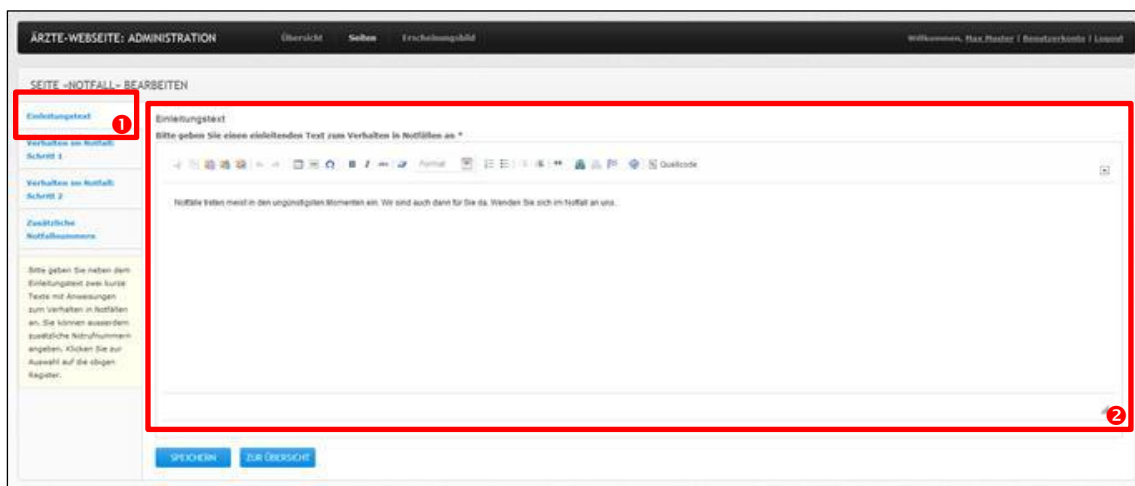 ÄRZTE-WEBSEITE: ADMINISTRATION
Übersicht Seiten Erscheinungsbild
Willkommen, Max Muster | Benutzerkonto | Logout
SEITE «NOTFALL» BEARBEITEN
Einleitungstext
1
Verhalten im Notfall:
Schritt 1
Verhalten im Notfall:
Schritt 2
Zusätzliche
Notfallnummern
Bitte geben Sie neben dem
Einleitungstext zwei kurze
Texte mit Anweisungen
zum Verhalten in Notfällen
an. Sie können ausserdem
zusätzliche Notrufnummern
angeben. Klicken Sie zur
Auswahl auf die obigen
Register.
Einleitungstext
Bitte geben Sie einen einleitenden Text zum Verhalten in Notfällen an *
B I abc Format Quellcode
Notfälle treten meist in den ungünstigsten Momenten ein. Wir sind auch dann für Sie da. Wenden Sie sich im Notfall an uns.
2
SPEICHERN ZUR ÜBERSICHT